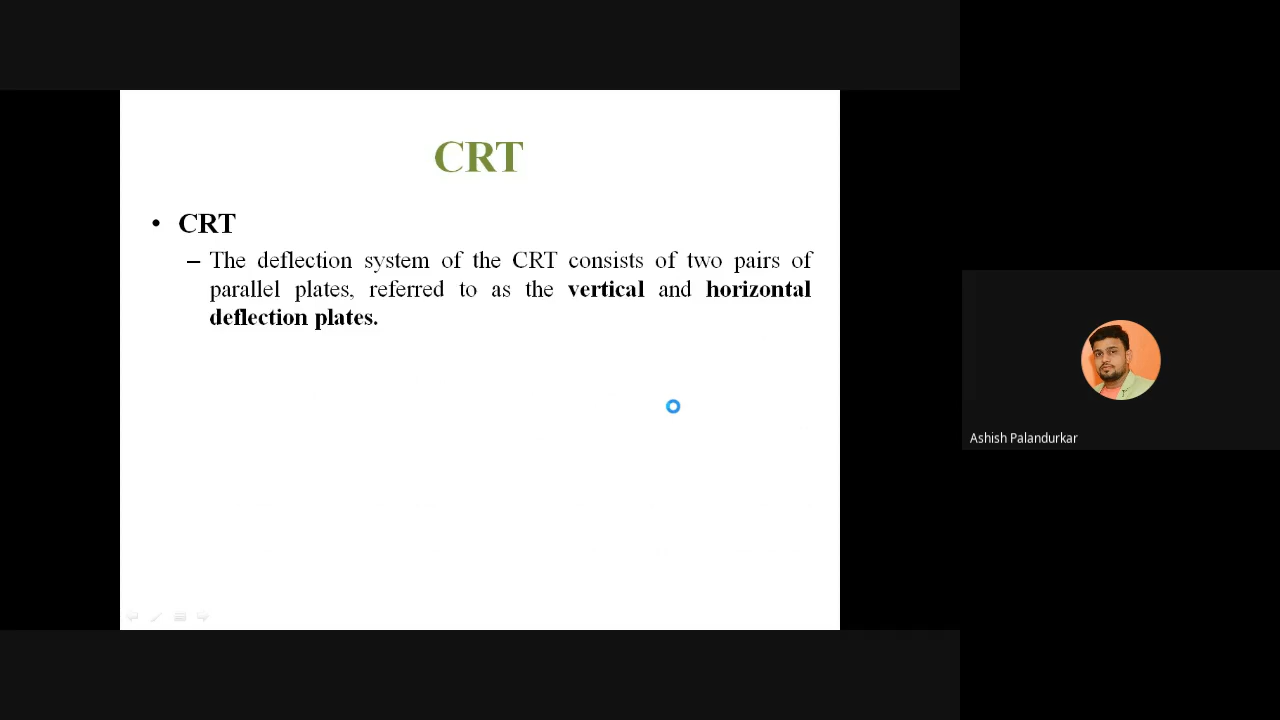 CRT
• CRT
– The deflection system of the CRT consists of two pairs of
parallel plates, referred to as the vertical and horizontal
deflection plates.
Ashish Palandurkar